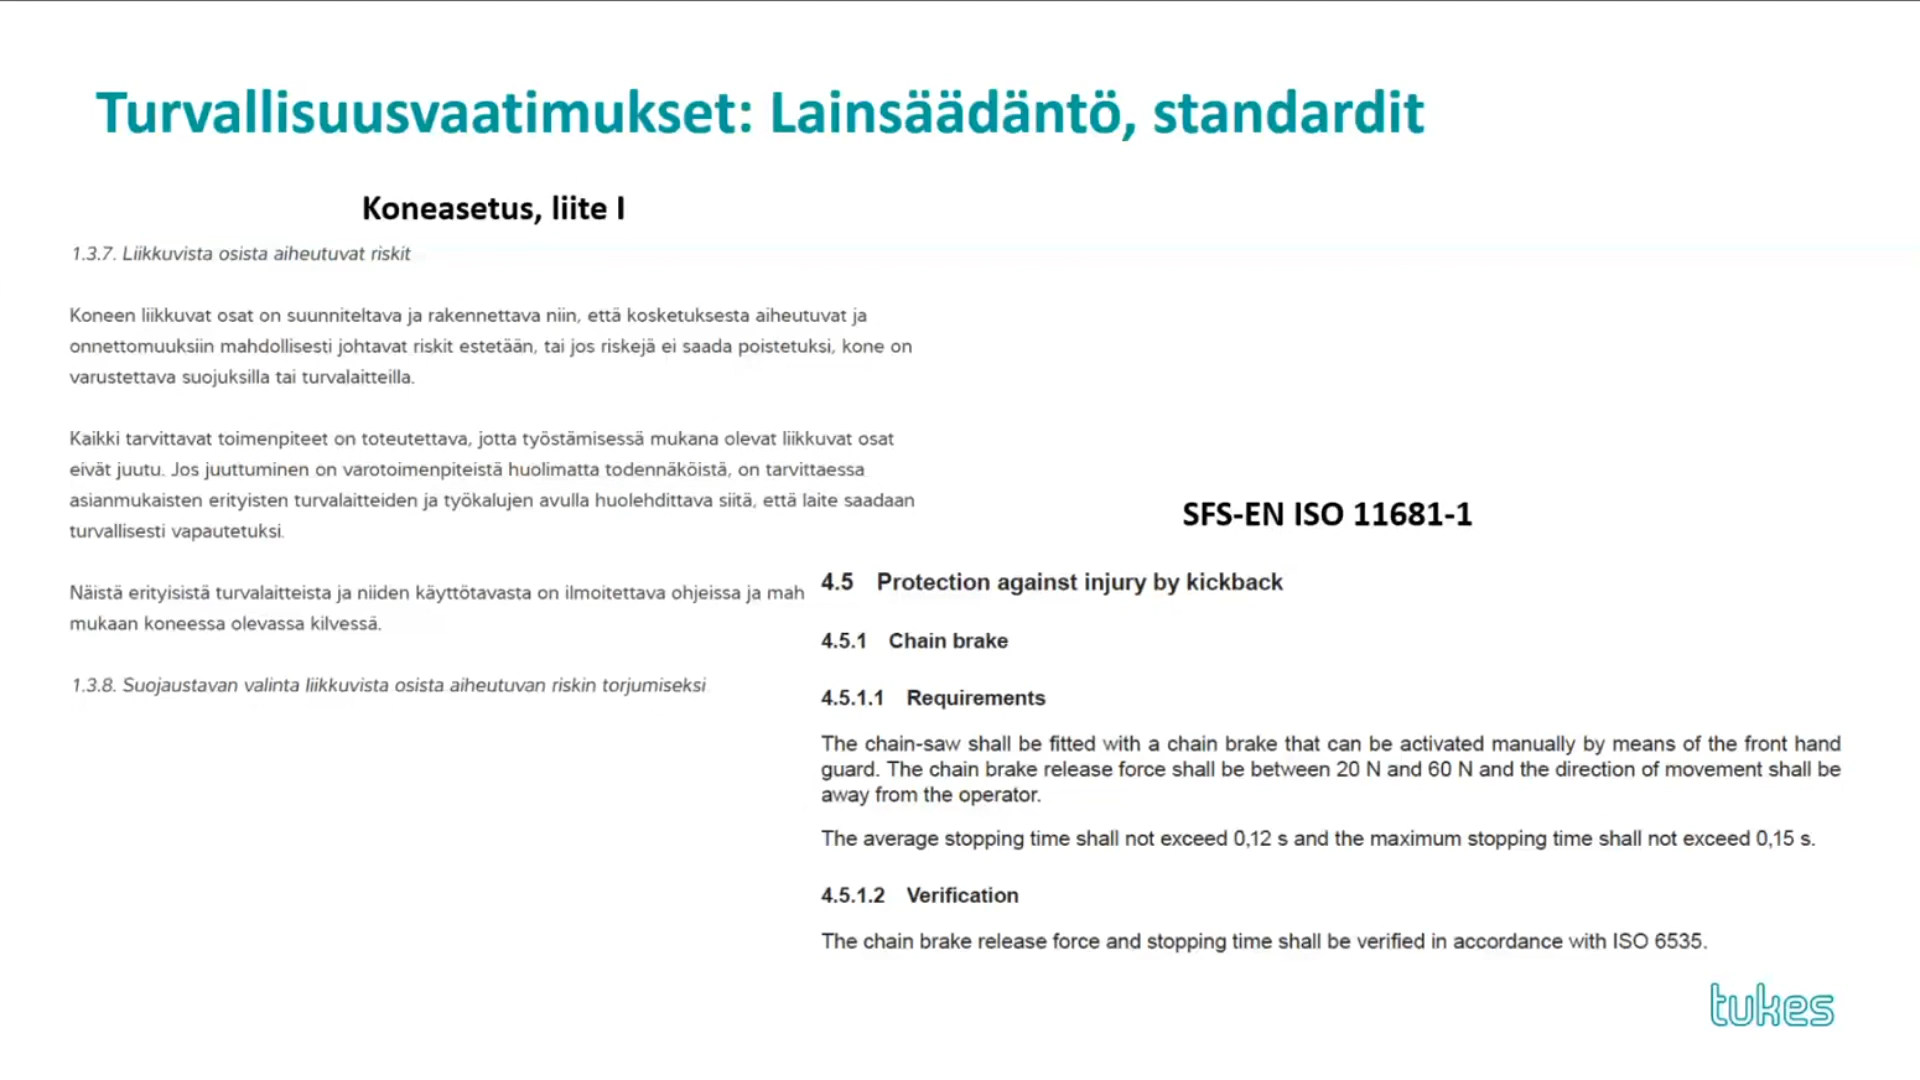 Turvallisuusvaatimukset: Lainsäädäntö, standardit
Koneasetus, liite I
1.3.7. Liikkuvista osista aiheutuvat riskit
Koneen liikkuvat osat on suunniteltava ja rakennettava niin, että kosketuksesta aiheutuvat ja
onnettomuuksiin mahdollisesti johtavat riskit estetään, tai jos riskejä ei saada poistetuksi, kone on
varustettava suojuksilla tai turvalaitteilla.
Kaikki tarvittavat toimenpiteet on toteutettava, jotta työstämisessä mukana olevat liikkuvat osat
eivät juutu. Jos juuttuminen on varotoimenpiteistä huolimatta todennäköistä, on tarvittaessa
asianmukaisten erityisten turvalaitteiden ja työkalujen avulla huolehdittava siitä, että laite saadaan
turvallisesti vapautetuksi.
Näistä erityisistä turvalaitteista ja niiden käyttötavasta on ilmoitettava ohjeissa ja mah
mukaan koneessa olevassa kilvessä.
1.3.8. Suojaustavan valinta liikkuvista osista aiheutuvan riskin torjumiseksi
SFS-EN ISO 11681-1
4.5 Protection against injury by kickback
4.5.1 Chain brake
4.5.1.1 Requirements
The chain-saw shall be fitted with a chain brake that can be activated manually by means of the front hand
guard. The chain brake release force shall be between 20 N and 60 N and the direction of movement shall be
away from the operator.
The average stopping time shall not exceed 0,12 s and the maximum stopping time shall not exceed 0,15 s.
4.5.1.2 Verification
The chain brake release force and stopping time shall be verified in accordance with ISO 6535.
tukes